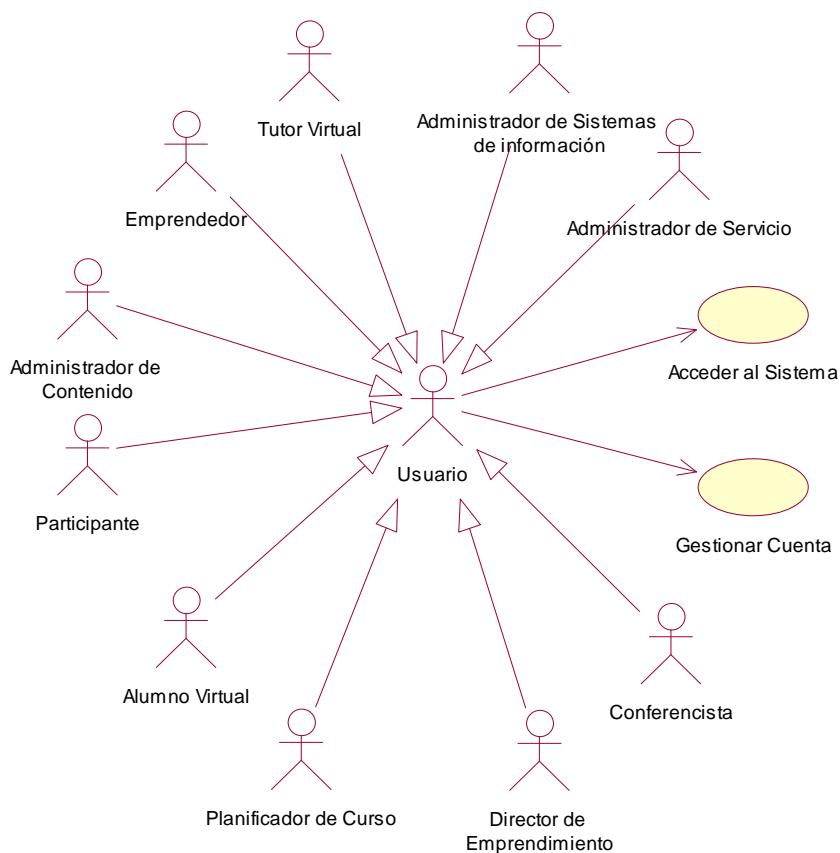 Tutor Virtual
Administrador de Sistemas
de información
Emprendedor
Administrador de Servicio
Administrador de
Contenido
Acceder al Sistema
Usuario
Participante
Gestionar Cuenta
Alumno Virtual
Conferencista
Planificador de Curso
Director de
Emprendimiento